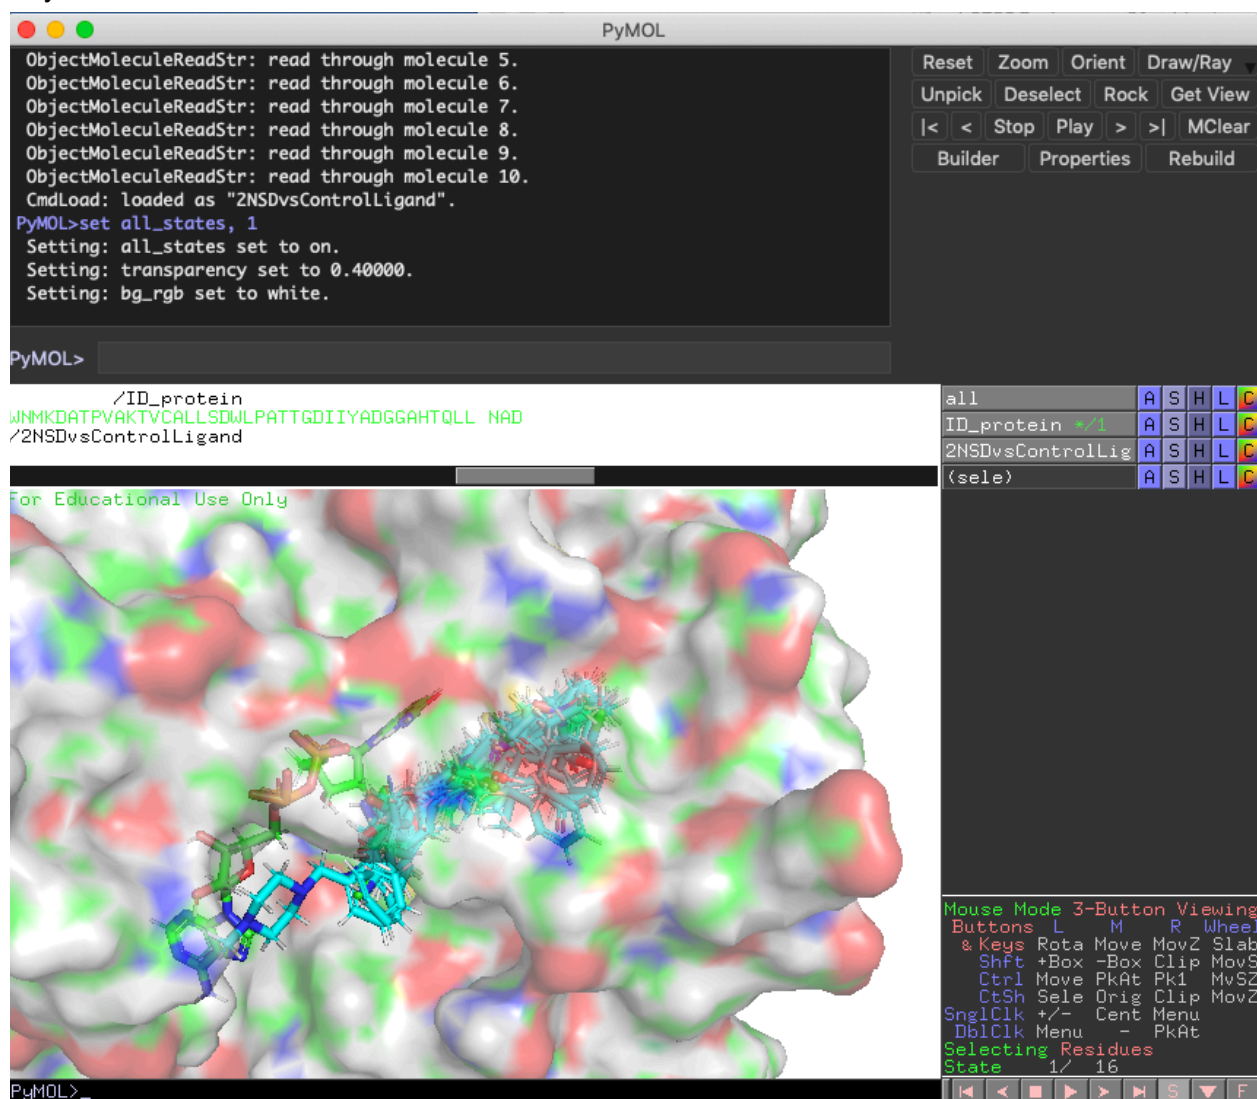 PyMOL
ObjectMoleculeReadStr: read through molecule 5.
ObjectMoleculeReadStr: read through molecule 6.
ObjectMoleculeReadStr: read through molecule 7.
ObjectMoleculeReadStr: read through molecule 8.
ObjectMoleculeReadStr: read through molecule 9.
ObjectMoleculeReadStr: read through molecule 10.
CmdLoad: loaded as "2NSDvsControlLigand".
PyMOL>set all_states, 1
Setting: all_states set to on.
Setting: transparency set to 0.40000.
Setting: bg_rgb set to white.
PyMOL>
Reset Zoom Orient Draw/Ray
Unpick Deselect Rock Get View
|< < Stop Play > >| MClear
Builder Properties Rebuild
/ID_protein
WNMKDATPVAKTVCALLSDWLPATTGDIIYADGGAHTQLL NAD
/2NSDvsControlLigand
all A S H L C
ID_protein */1 A S H L C
2NSDvsControlLig A S H L C
(sele) A S H L C
For Educational Use Only
Mouse Mode 3-Button Viewing
Buttons L M R Wheel
& Keys Rota Move MovZ Slab
Shft +Box -Box Clip MovS
Ctrl Move PkAt Pk1 MvSZ
CtSh Sele Orig Clip MovZ
SnglClk +/- Cent Menu
DblClk Menu - PkAt
Selecting Residues
State 1/ 16
PyMOL>_
S F